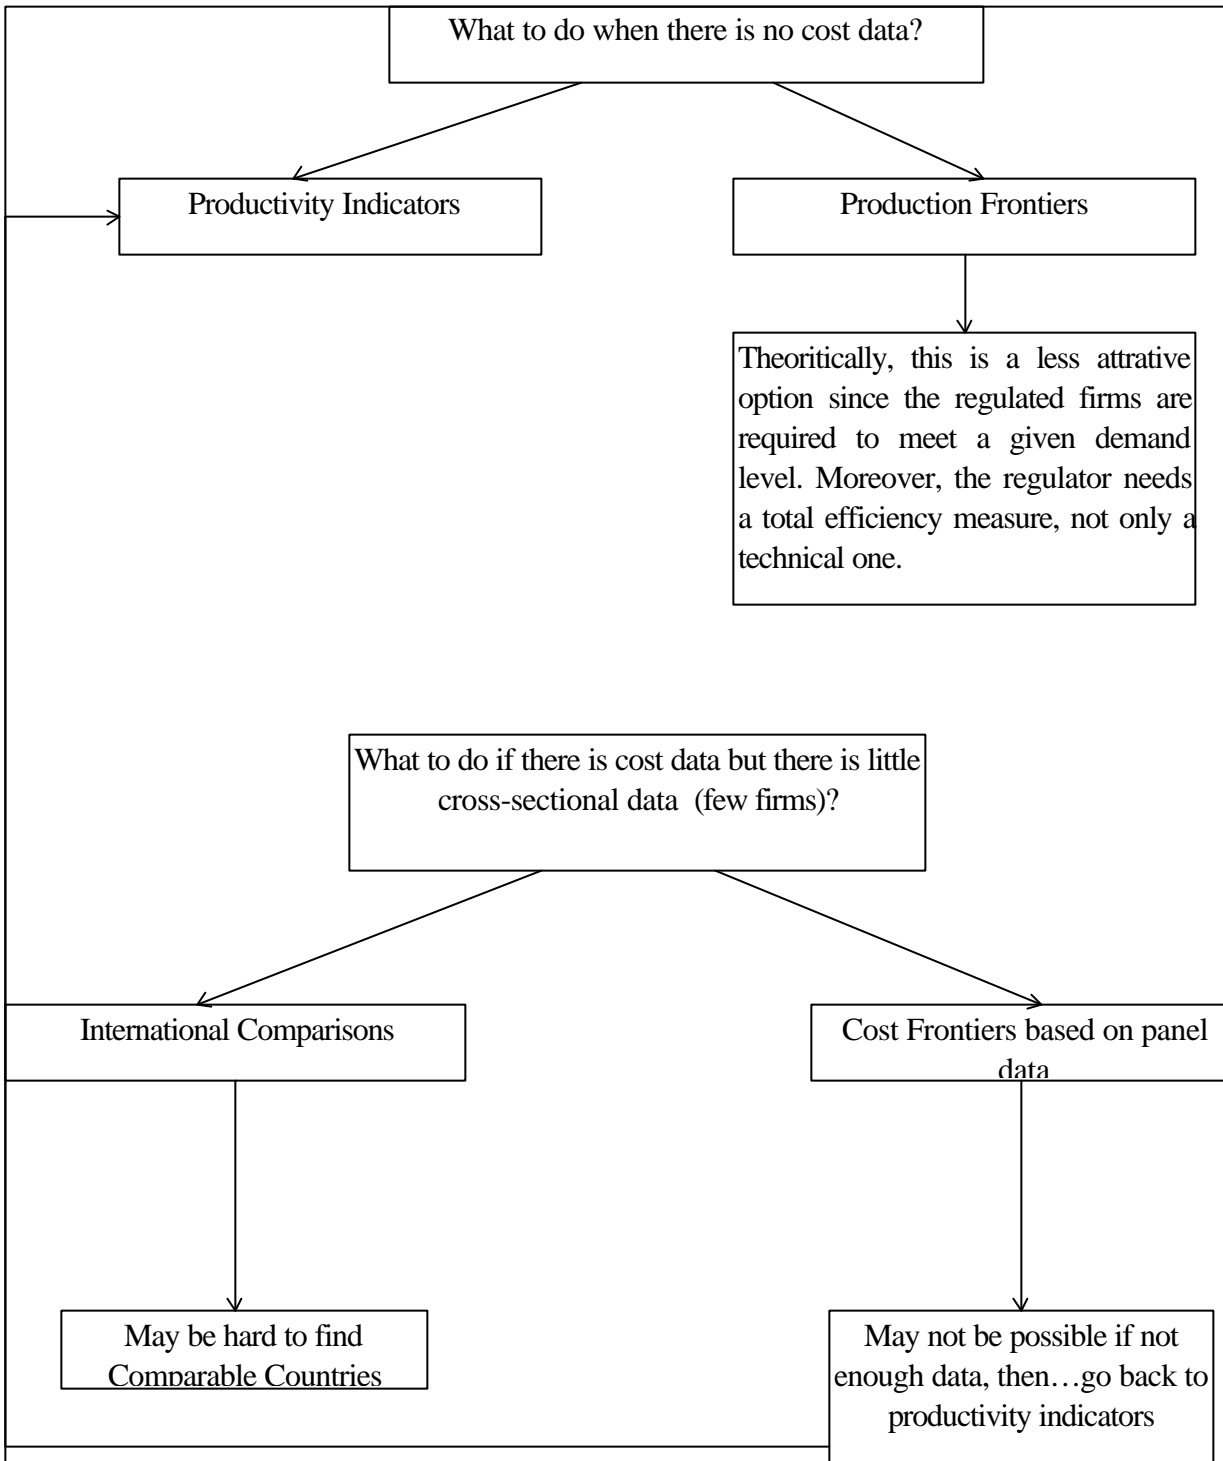 What to do when there is no cost data?
Productivity Indicators
Production Frontiers
Theoritically, this is a less attrative
option since the regulated firms are
required to meet a given demand
level. Moreover, the regulator needs
a total efficiency measure, not only a
technical one.
What to do if there is cost data but there is little
cross-sectional data (few firms)?
International Comparisons
Cost Frontiers based on panel
data
May be hard to find
Comparable Countries
May not be possible if not
enough data, then…go back to
productivity indicators